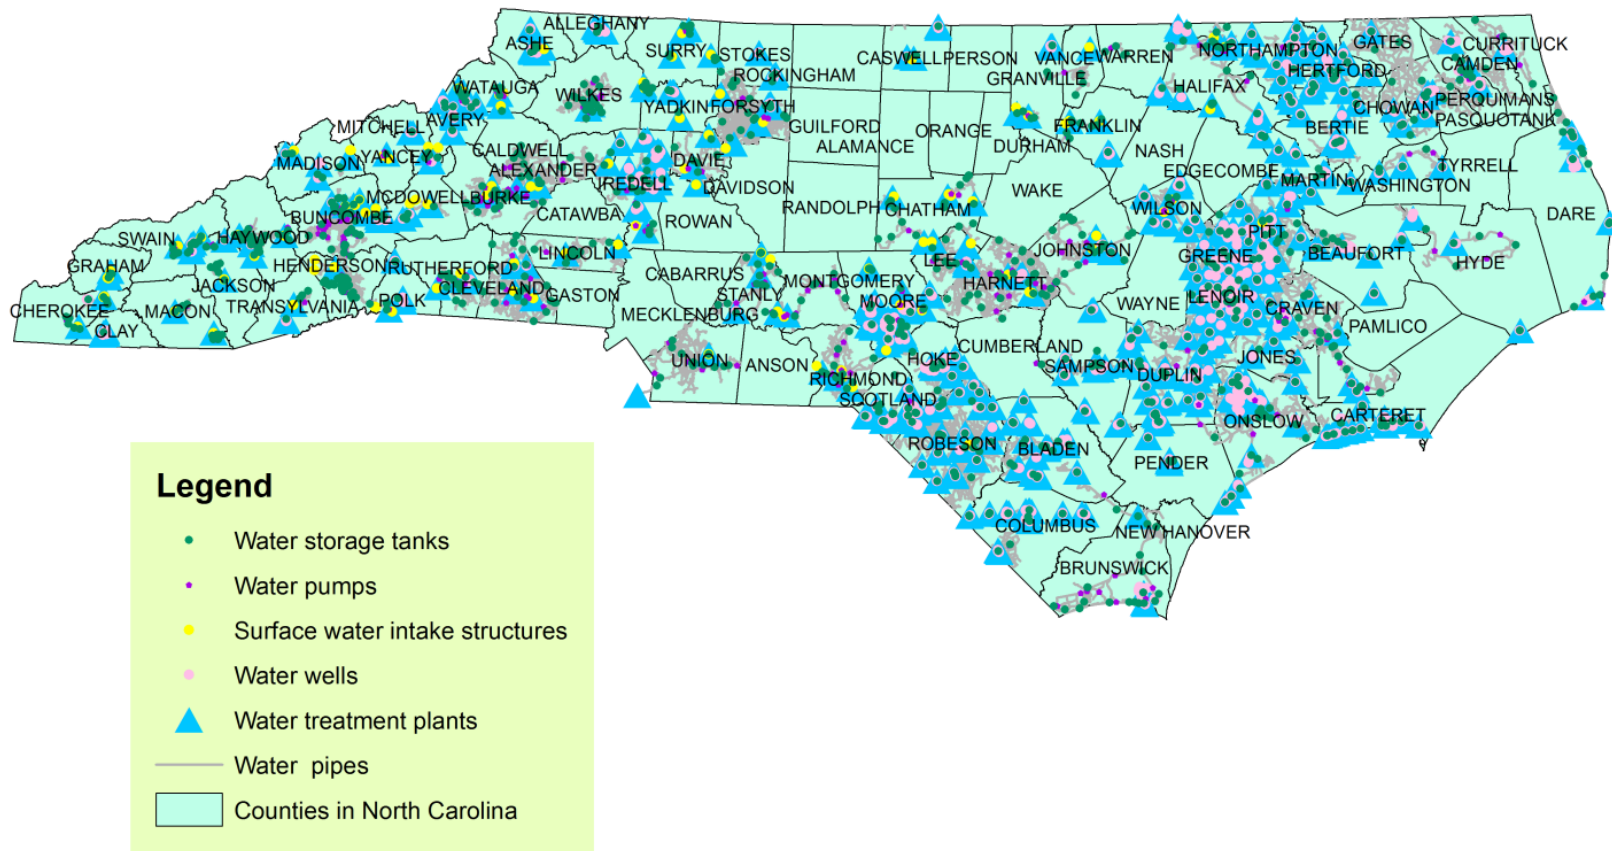 ALLEGHANY
ASHE
SURRY
STOKES
ROCKINGHAM
CASWELL
PERSON
VANCE
WARREN
GRANVILLE
NORTHAMPTON
GATES
CURRITUCK
CAMDEN
HERTFORD
HALIFAX
WATAUGA
WILKES
YADKIN
FORSYTH
CHOWAN
PERQUIMANS
PASQUOTANK
MITCHELL
AVERY
GUILFORD
ALAMANCE
ORANGE
DURHAM
FRANKLIN
NASH
BERTIE
MADISON
YANCEY
CALDWELL
ALEXANDER
IREDELL
DAVIE
DAVIDSON
EDGECOMBE
MARTIN
WASHINGTON
TYRRELL
MCDOWELL
BURKE
CATAWBA
ROWAN
RANDOLPH
CHATHAM
WAKE
WILSON
DARE
BUNCOMBE
SWAIN
HAYWOOD
LINCOLN
JOHNSTON
PITT
GREENE
BEAUFORT
HYDE
GRAHAM
HENDERSON
RUTHERFORD
CLEVELAND
GASTON
CABARRUS
STANLY
MONTGOMERY
LEE
HARNETT
JACKSON
CHEROKEE
CLAY
MACON
TRANSYLVANIA
POLK
MECKLENBURG
MOORE
WAYNE
LENOIR
CRAVEN
PAMLICO
UNION
ANSON
RICHMOND
HOKE
CUMBERLAND
SAMPSON
DUPLIN
JONES
SCOTLAND
ROBESON
BLADEN
ONSLOW
CARTERET
PENDER
COLUMBUS
NEW HANOVER
BRUNSWICK
Legend
Water storage tanks
Water pumps
Surface water intake structures
Water wells
Water treatment plants
Water pipes
Counties in North Carolina